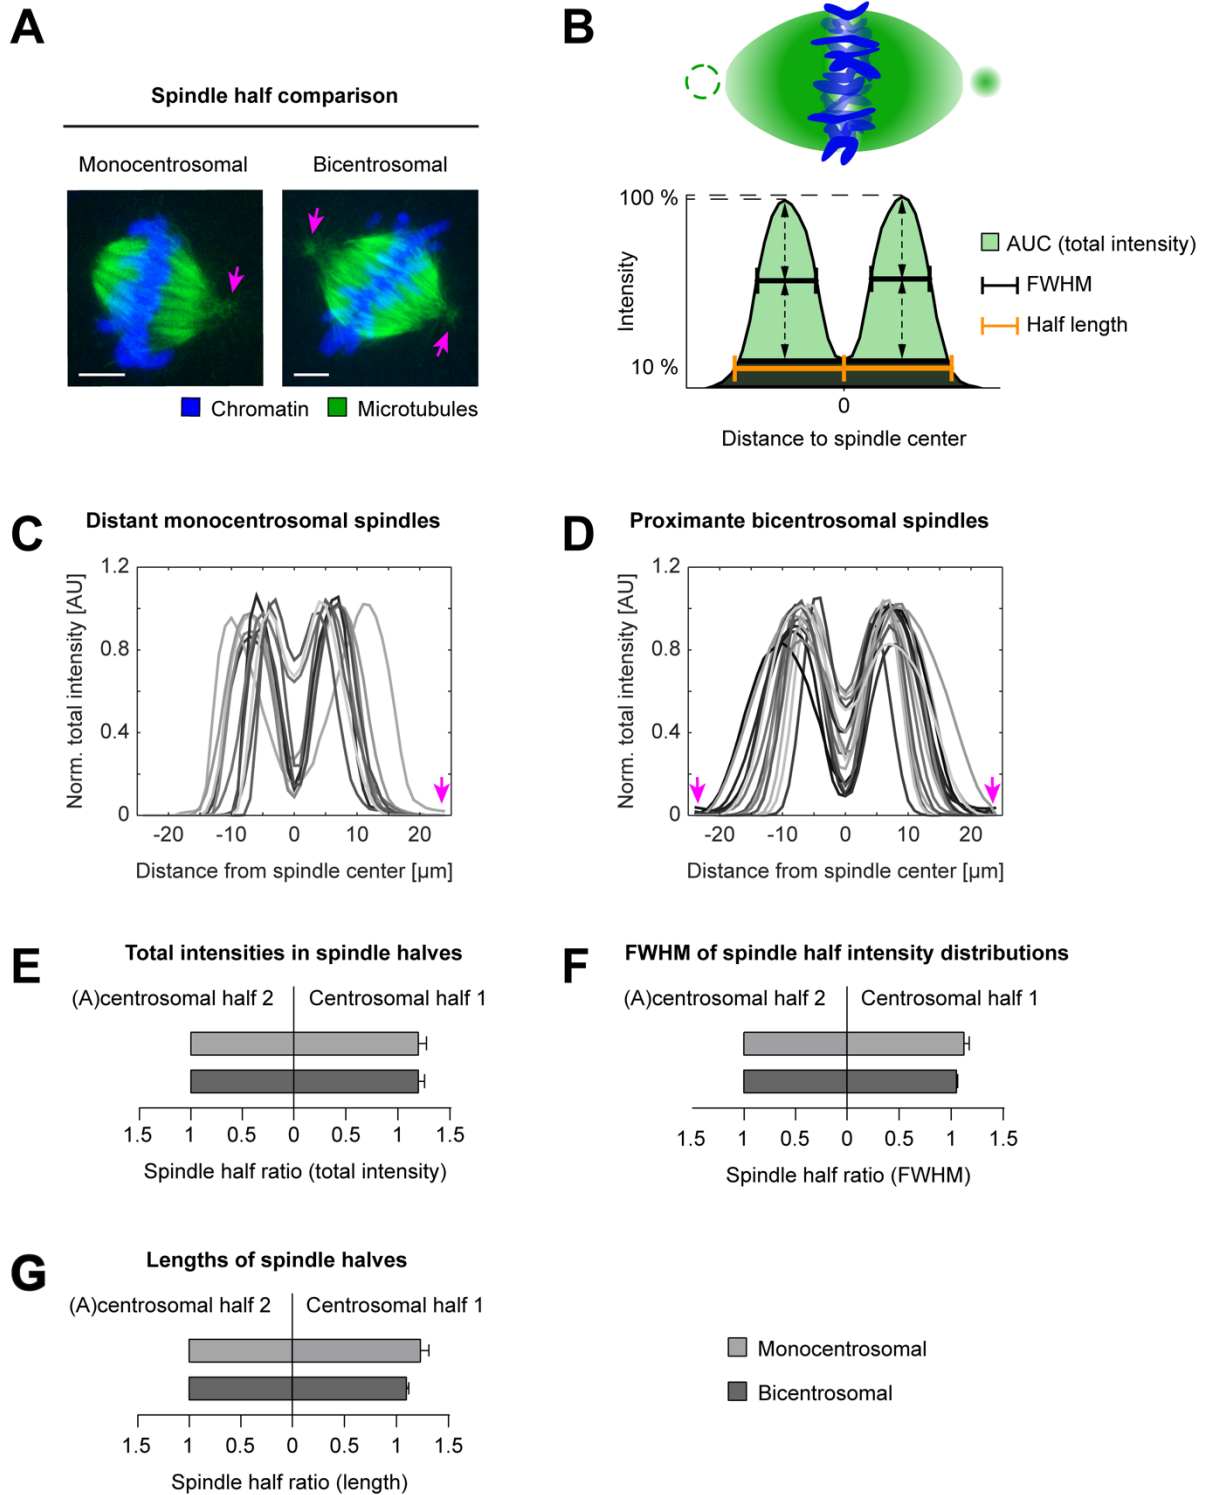 A
Spindle half comparison
Monocentrosomal
Bicentrosomal
Chromatin
Microtubules
B
100 %
10 %
Intensity
0
Distance to spindle center
AUC (total intensity)
FWHM
Half length
C
Distant monocentrosomal spindles
1.2
0.8
0.4
0
Norm. total intensity [AU]
-20 -10 0 10 20
Distance from spindle center [µm]
D
Proximante bicentrosomal spindles
1.2
0.8
0.4
0
Norm. total intensity [AU]
-20 -10 0 10 20
Distance from spindle center [µm]
E
Total intensities in spindle halves
(A)centrosomal half 2
Centrosomal half 1
1.5 1 0.5 0 0.5 1 1.5
Spindle half ratio (total intensity)
F
FWHM of spindle half intensity distributions
(A)centrosomal half 2
Centrosomal half 1
1.5 1 0.5 0 0.5 1 1.5
Spindle half ratio (FWHM)
G
Lengths of spindle halves
(A)centrosomal half 2
Centrosomal half 1
1.5 1 0.5 0 0.5 1 1.5
Spindle half ratio (length)
Monocentrosomal
Bicentrosomal